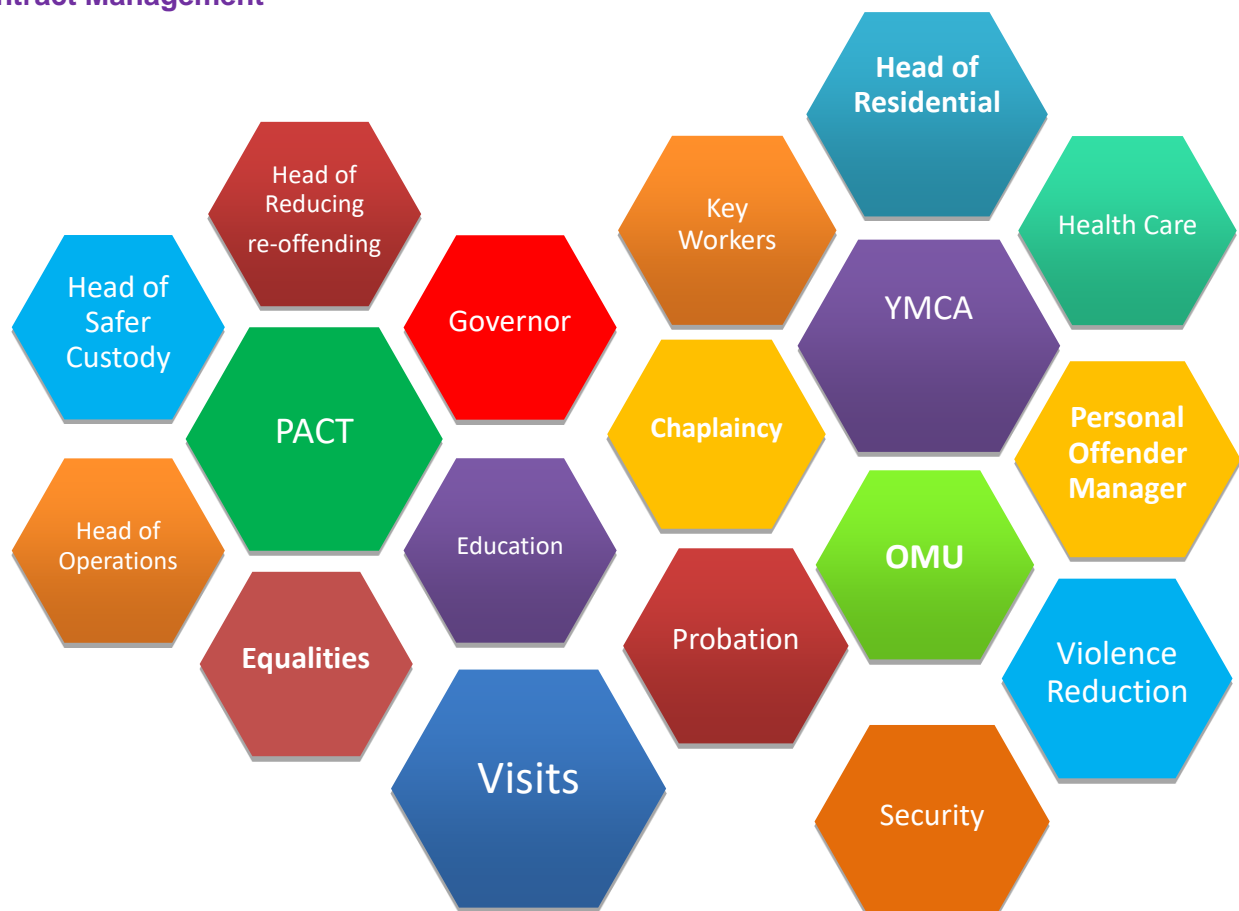 Management
Head of
Residential
Head of
Reducing
re-offending
Key
Workers
Health Care
Head of
Safer
Custody
Governor
YMCA
PACT
Chaplaincy
Personal
Offender
Manager
Head of
Operations
Education
OMU
Equalities
Probation
Violence
Reduction
Visits
Security